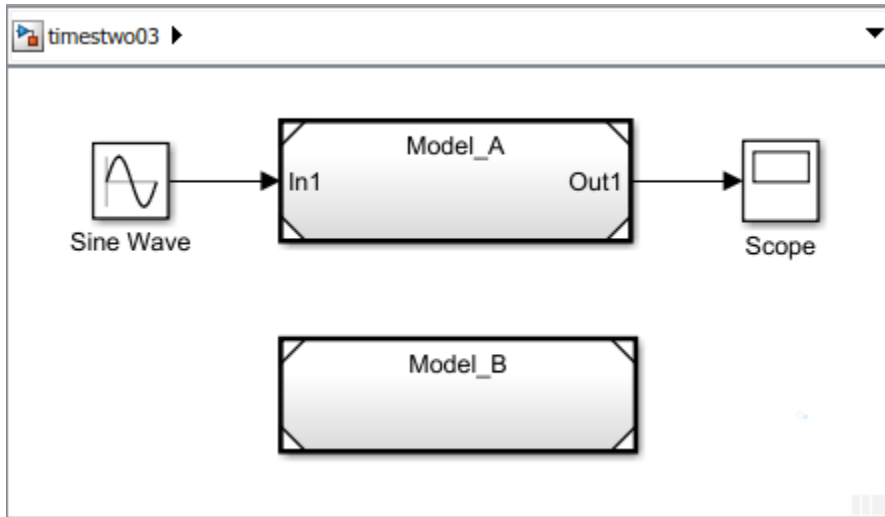 timestwo03
Model_A
In1
Out1
Sine Wave
Scope
Model_B